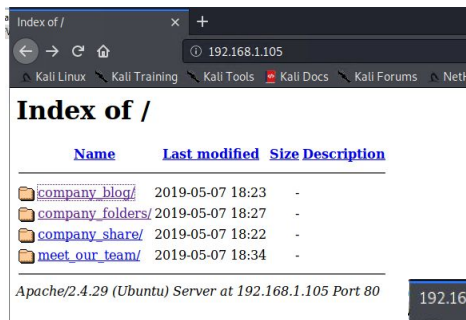 Index of /
192.168.1.105
Kali Linux Kali Training Kali Tools Kali Docs Kali Forums
Index of /
Name Last modified Size Description
company_blog/ 2019-05-07 18:23 -
company_folders/ 2019-05-07 18:27 -
company_share/ 2019-05-07 18:22 -
meet_our_team/ 2019-05-07 18:34 -
Apache/2.4.29 (Ubuntu) Server at 192.168.1.105 Port 80
192.16